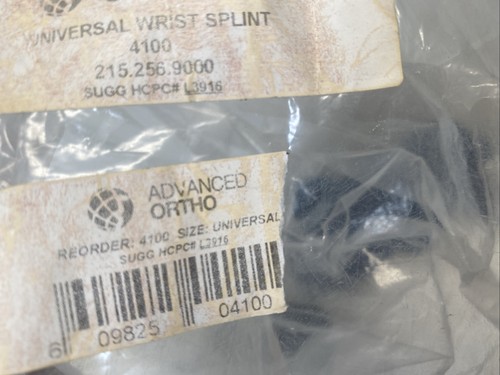 UNIVERSAL WRIST SPLINT
4100
215.256.9000
SUGG HCPC# L3916
ADVANCED
ORTHO
REORDER: 4100 SIZE: UNIVERSAL
SUGG HCPC# L3916
6 09825 04100